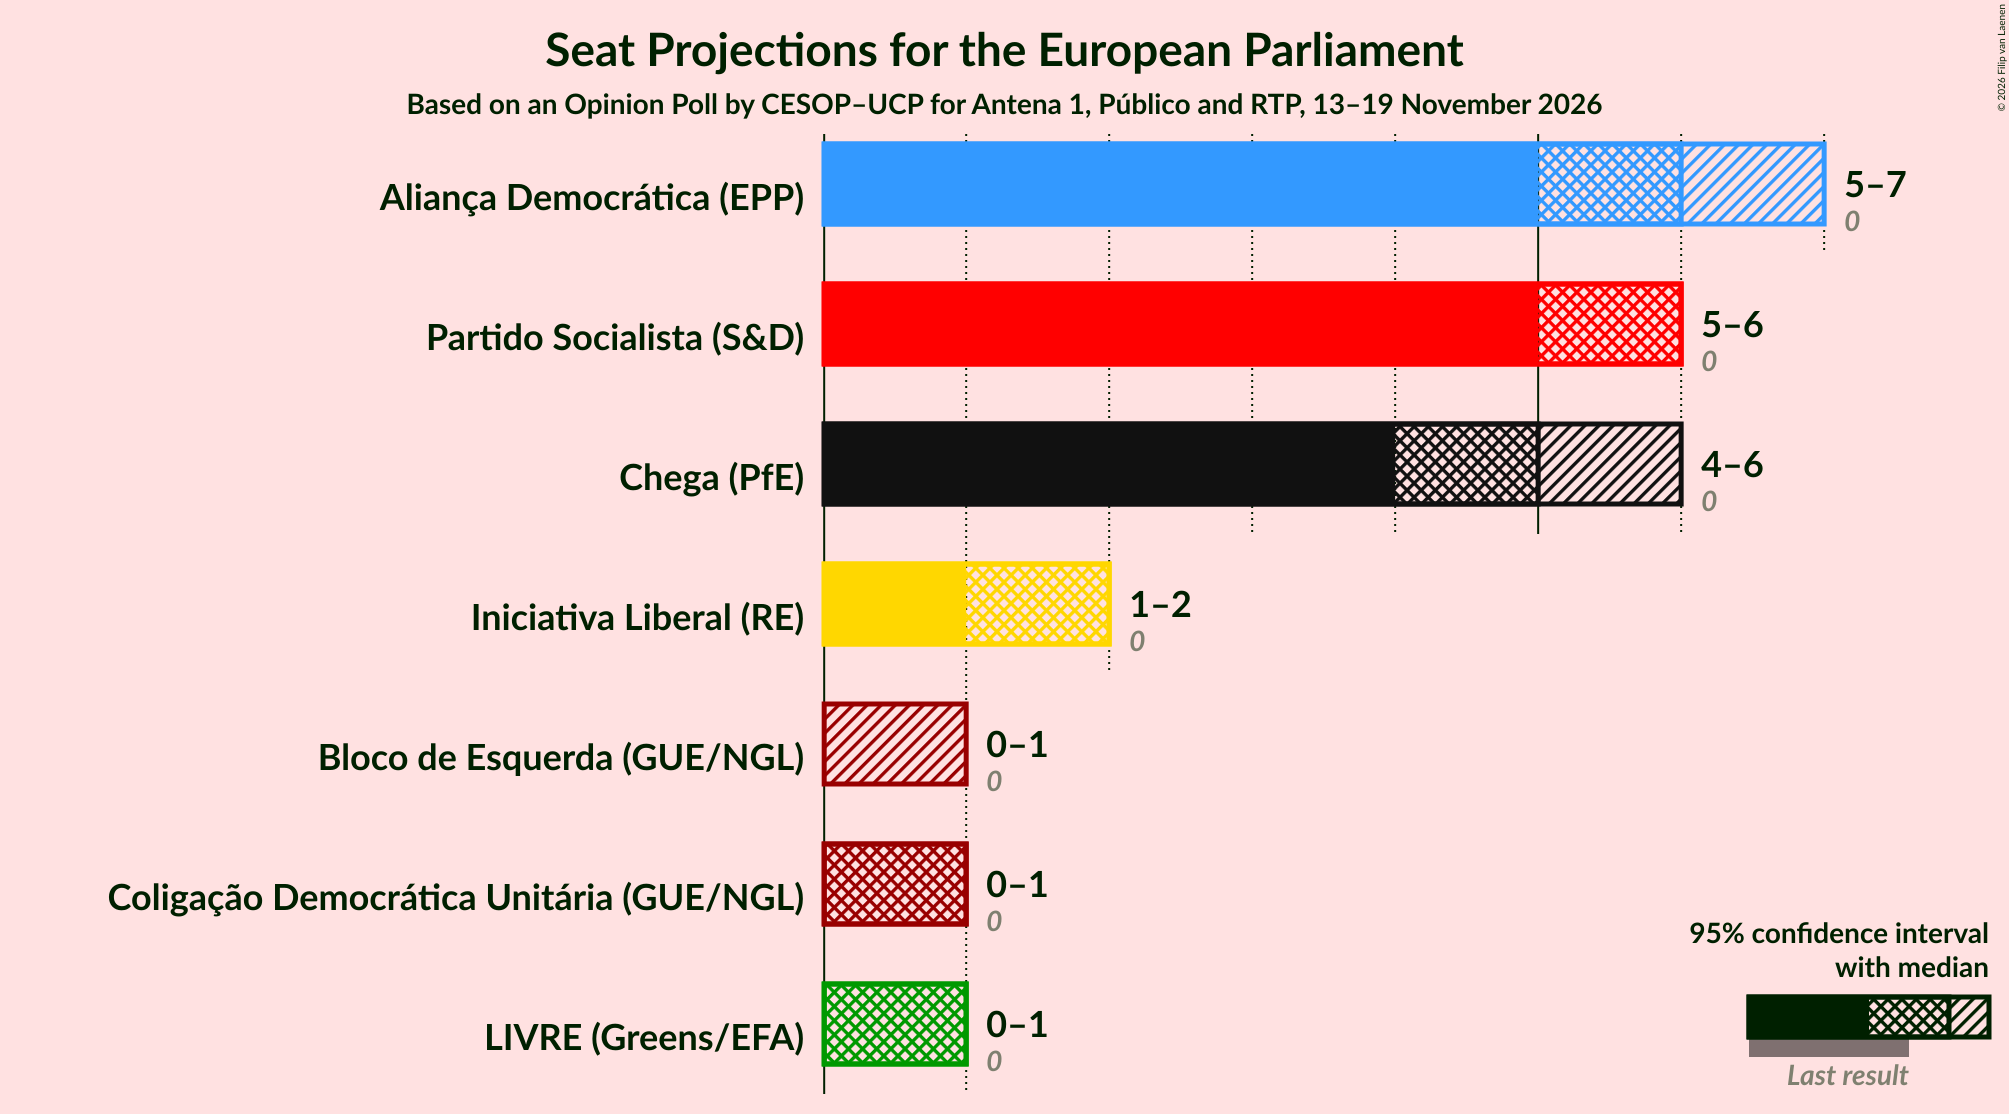 Seat Projections for the European Parliament
Based on an Opinion Poll by CESOP–UCP for Antena 1, Público and RTP, 13–19 November 2026
© 2026 Filip van Laenen
Aliança Democrática (EPP)
5–7
0
Partido Socialista (S&D)
5–6
0
Chega (PfE)
4–6
0
Iniciativa Liberal (RE)
1–2
0
Bloco de Esquerda (GUE/NGL)
0–1
0
Coligação Democrática Unitária (GUE/NGL)
0–1
0
LIVRE (Greens/EFA)
0–1
0
95% confidence interval
with median
Last result